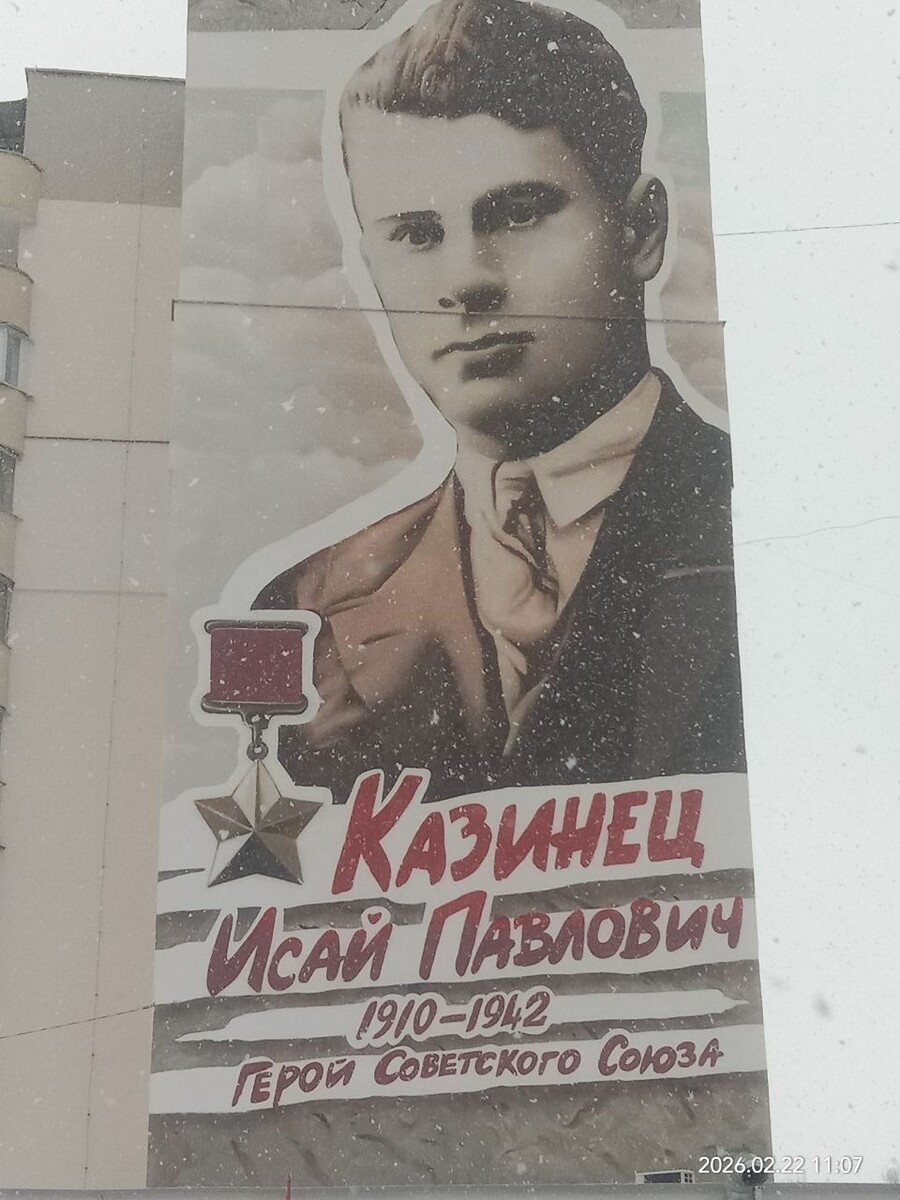 Казинец
Исай Павлович
1910-1942
Герой Советского Союза
2026.02.22 11:07